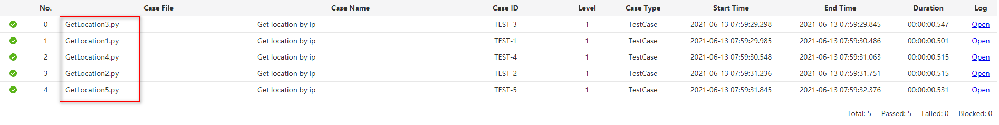 No. Case File Case Name Case ID Level Case Type Start Time End Time Duration Log
0 GetLocation3.py Get location by ip TEST-3 1 TestCase 2021-06-13 07:59:29.298 2021-06-13 07:59:29.845 00:00:00.547 Open
1 GetLocation1.py Get location by ip TEST-1 1 TestCase 2021-06-13 07:59:29.985 2021-06-13 07:59:30.486 00:00:00.501 Open
2 GetLocation4.py Get location by ip TEST-4 1 TestCase 2021-06-13 07:59:30.548 2021-06-13 07:59:31.063 00:00:00.515 Open
3 GetLocation2.py Get location by ip TEST-2 1 TestCase 2021-06-13 07:59:31.236 2021-06-13 07:59:31.751 00:00:00.515 Open
4 GetLocation5.py Get location by ip TEST-5 1 TestCase 2021-06-13 07:59:31.845 2021-06-13 07:59:32.376 00:00:00.531 Open
Total: 5 Passed: 5 Failed: 0 Blocked: 0